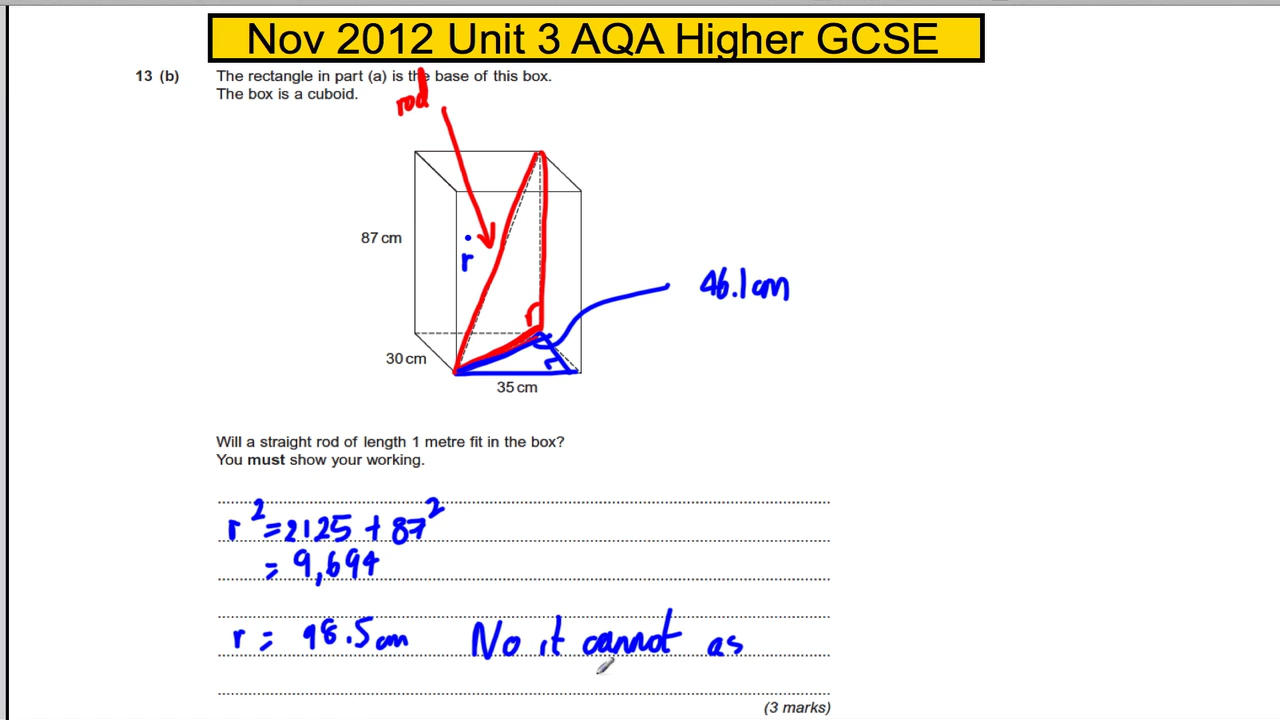 Nov 2012 Unit 3 AQA Higher GCSE
13 (b) The rectangle in part (a) is the base of this box.
The box is a cuboid.
rod
87 cm
r
46.1cm
30 cm
35 cm
Will a straight rod of length 1 metre fit in the box?
You must show your working.
r² = 2125 + 87²
= 9,694
r = 98.5cm No it cannot as
(3 marks)